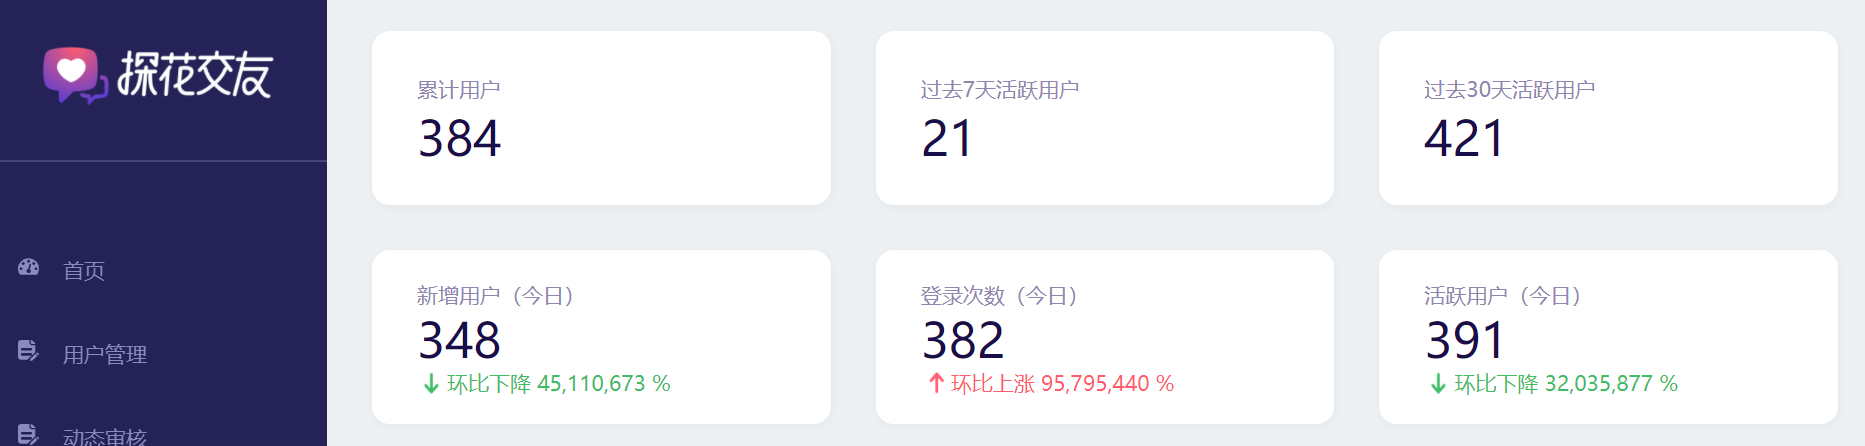 探花交友
首页
用户管理
动态审核
累计用户
384
过去7天活跃用户
21
过去30天活跃用户
421
新增用户（今日）
348
环比下降 45,110,673 %
登录次数（今日）
382
环比上涨 95,795,440 %
活跃用户（今日）
391
环比下降 32,035,877 %